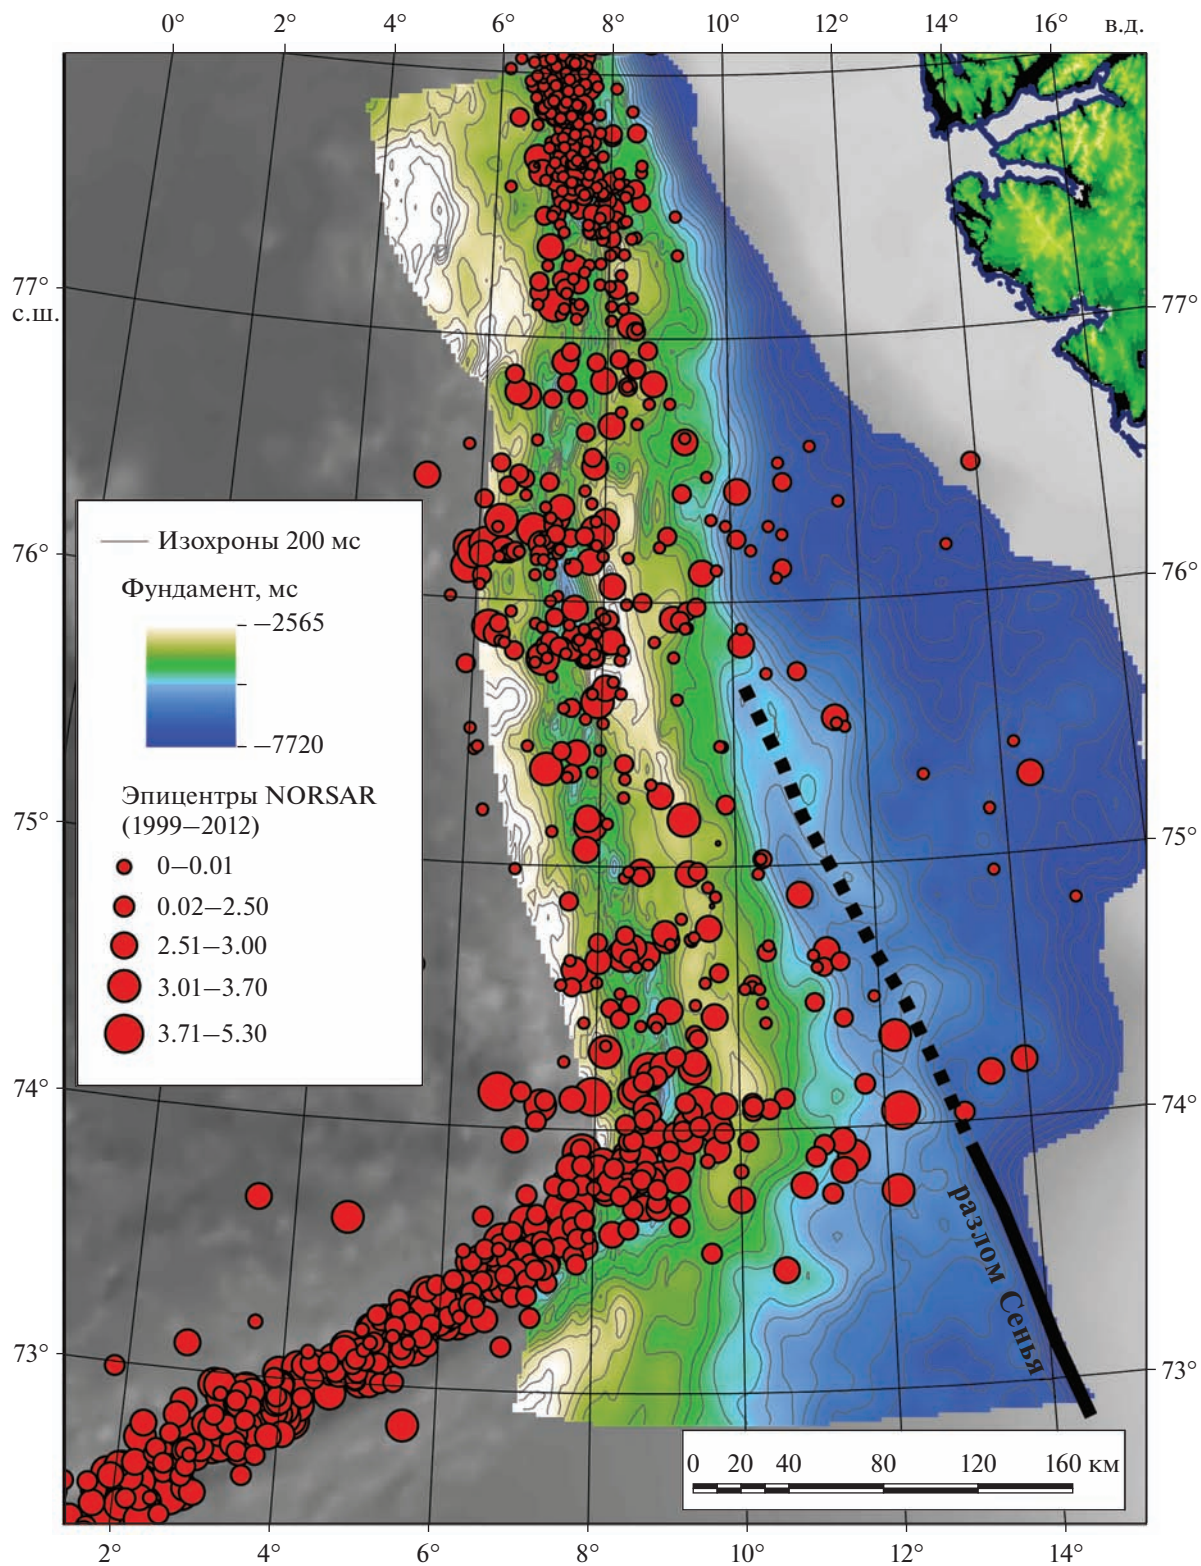 0° 2° 4° 6° 8° 10° 12° 14° 16° в.д.
77°
с.ш.
77°
76°
76°
75°
75°
74°
74°
73°
73°
Изохроны 200 мс
Фундамент, мс
−2565
−7720
Эпицентры NORSAR
(1999−2012)
0−0.01
0.02−2.50
2.51−3.00
3.01−3.70
3.71−5.30
разлом Сенья
0 20 40 80 120 160 км
2° 4° 6° 8° 10° 12° 14°